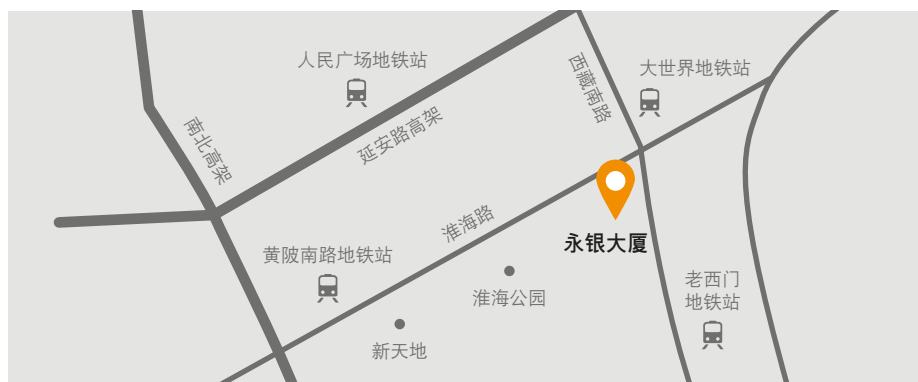 人民广场地铁站
西藏南路
大世界地铁站
南北高架
延安路高架
淮海路
永银大厦
黄陂南路地铁站
淮海公园
老西门
地铁站
新天地